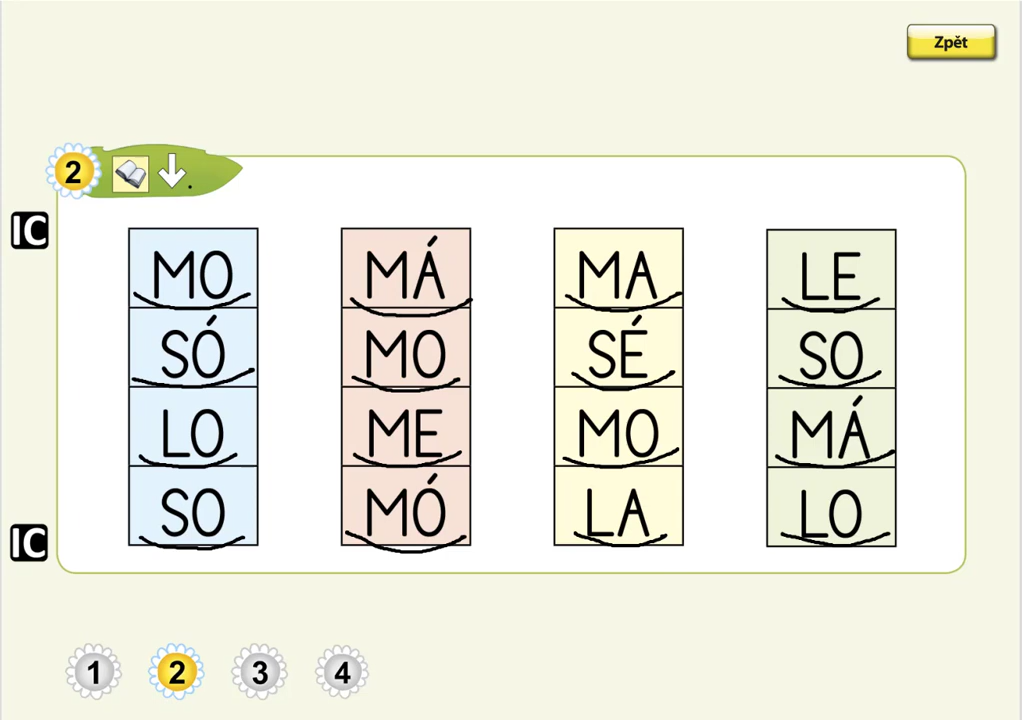 Zpět
2 .
IC
MO MÁ MA LE
SÓ MO SÉ SO
LO ME MO MÁ
SO MÓ LA LO
IC
1 2 3 4